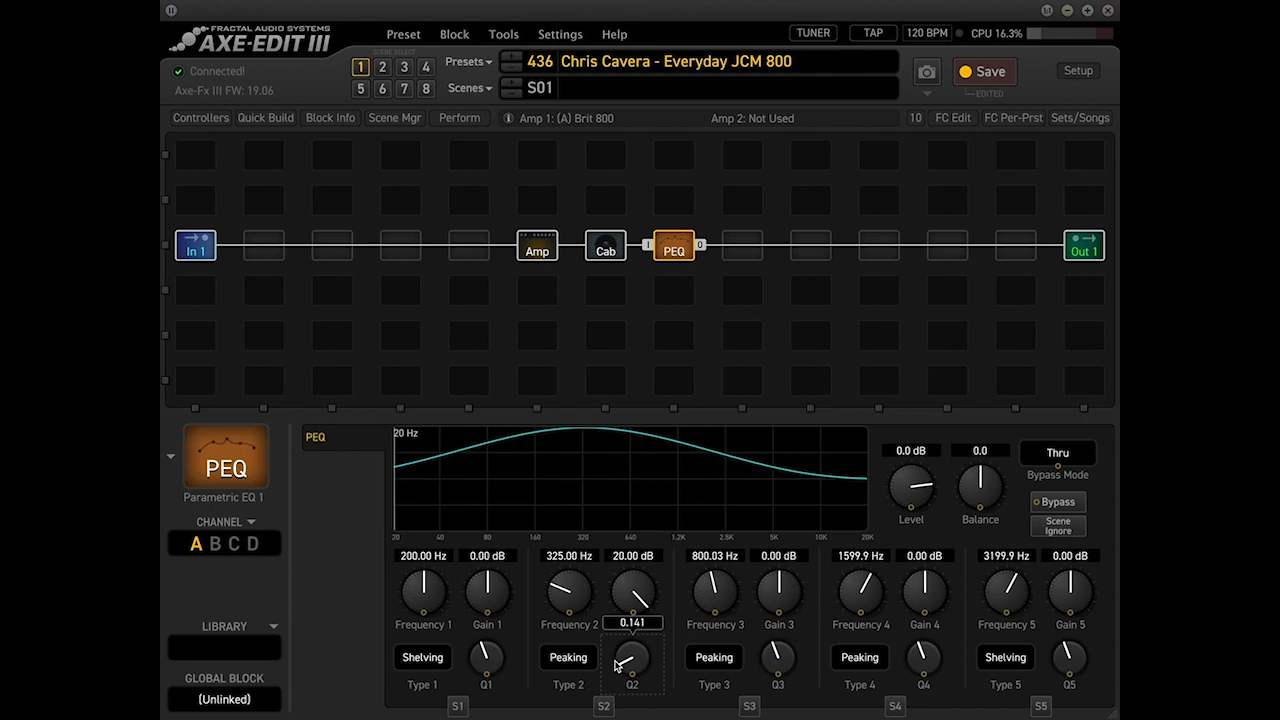 FRACTAL AUDIO SYSTEMS
AXE-EDIT III
Preset Block Tools Settings Help
TUNER TAP 120 BPM CPU 16.3%
SCENE SELECT
1 2 3 4
5 6 7 8
Connected!
Axe-Fx III FW: 19.06
Presets 436 Chris Cavera - Everyday JCM 800
Scenes S01
Save
EDITED
Setup
Controllers Quick Build Block Info Scene Mgr Perform Amp 1: (A) Brit 800 Amp 2: Not Used 10 FC Edit FC Per-Prst Sets/Songs
In 1 Amp Cab I PEQ O Out 1
PEQ
Parametric EQ 1
CHANNEL
A B C D
LIBRARY
GLOBAL BLOCK
(Unlinked)
PEQ
20 Hz
20 40 80 160 320 640 1.2K 2.5K 5K 10K 20K
0.0 dB 0.0 Thru
Level Balance Bypass Mode
Bypass
Scene
Ignore
200.00 Hz 0.00 dB 325.00 Hz 20.00 dB 800.03 Hz 0.00 dB 1599.9 Hz 0.00 dB 3199.9 Hz 0.00 dB
Frequency 1 Gain 1 Frequency 2 0.141 Frequency 3 Gain 3 Frequency 4 Gain 4 Frequency 5 Gain 5
Shelving Peaking Peaking Peaking Shelving
Type 1 Q1 Type 2 Q2 Type 3 Q3 Type 4 Q4 Type 5 Q5
S1 S2 S3 S4 S5